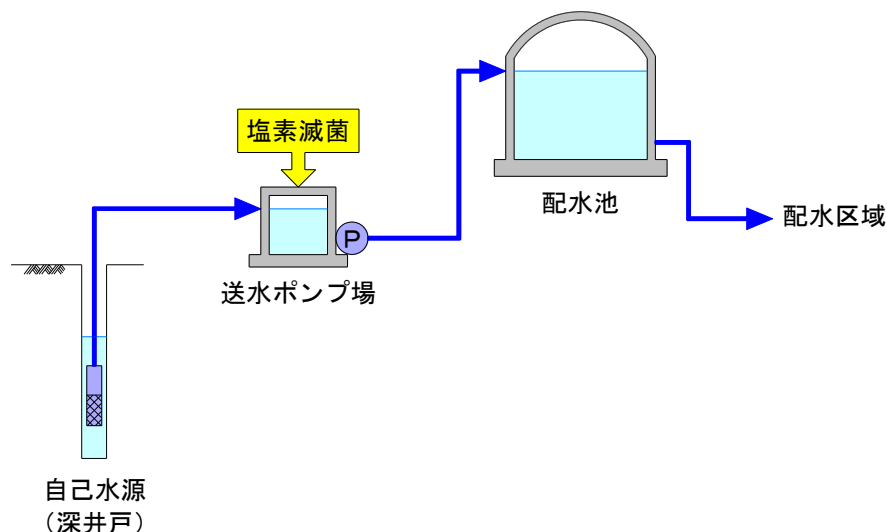 塩素滅菌
配水池
配水区域
P
送水ポンプ場
自己水源
（深井戸）